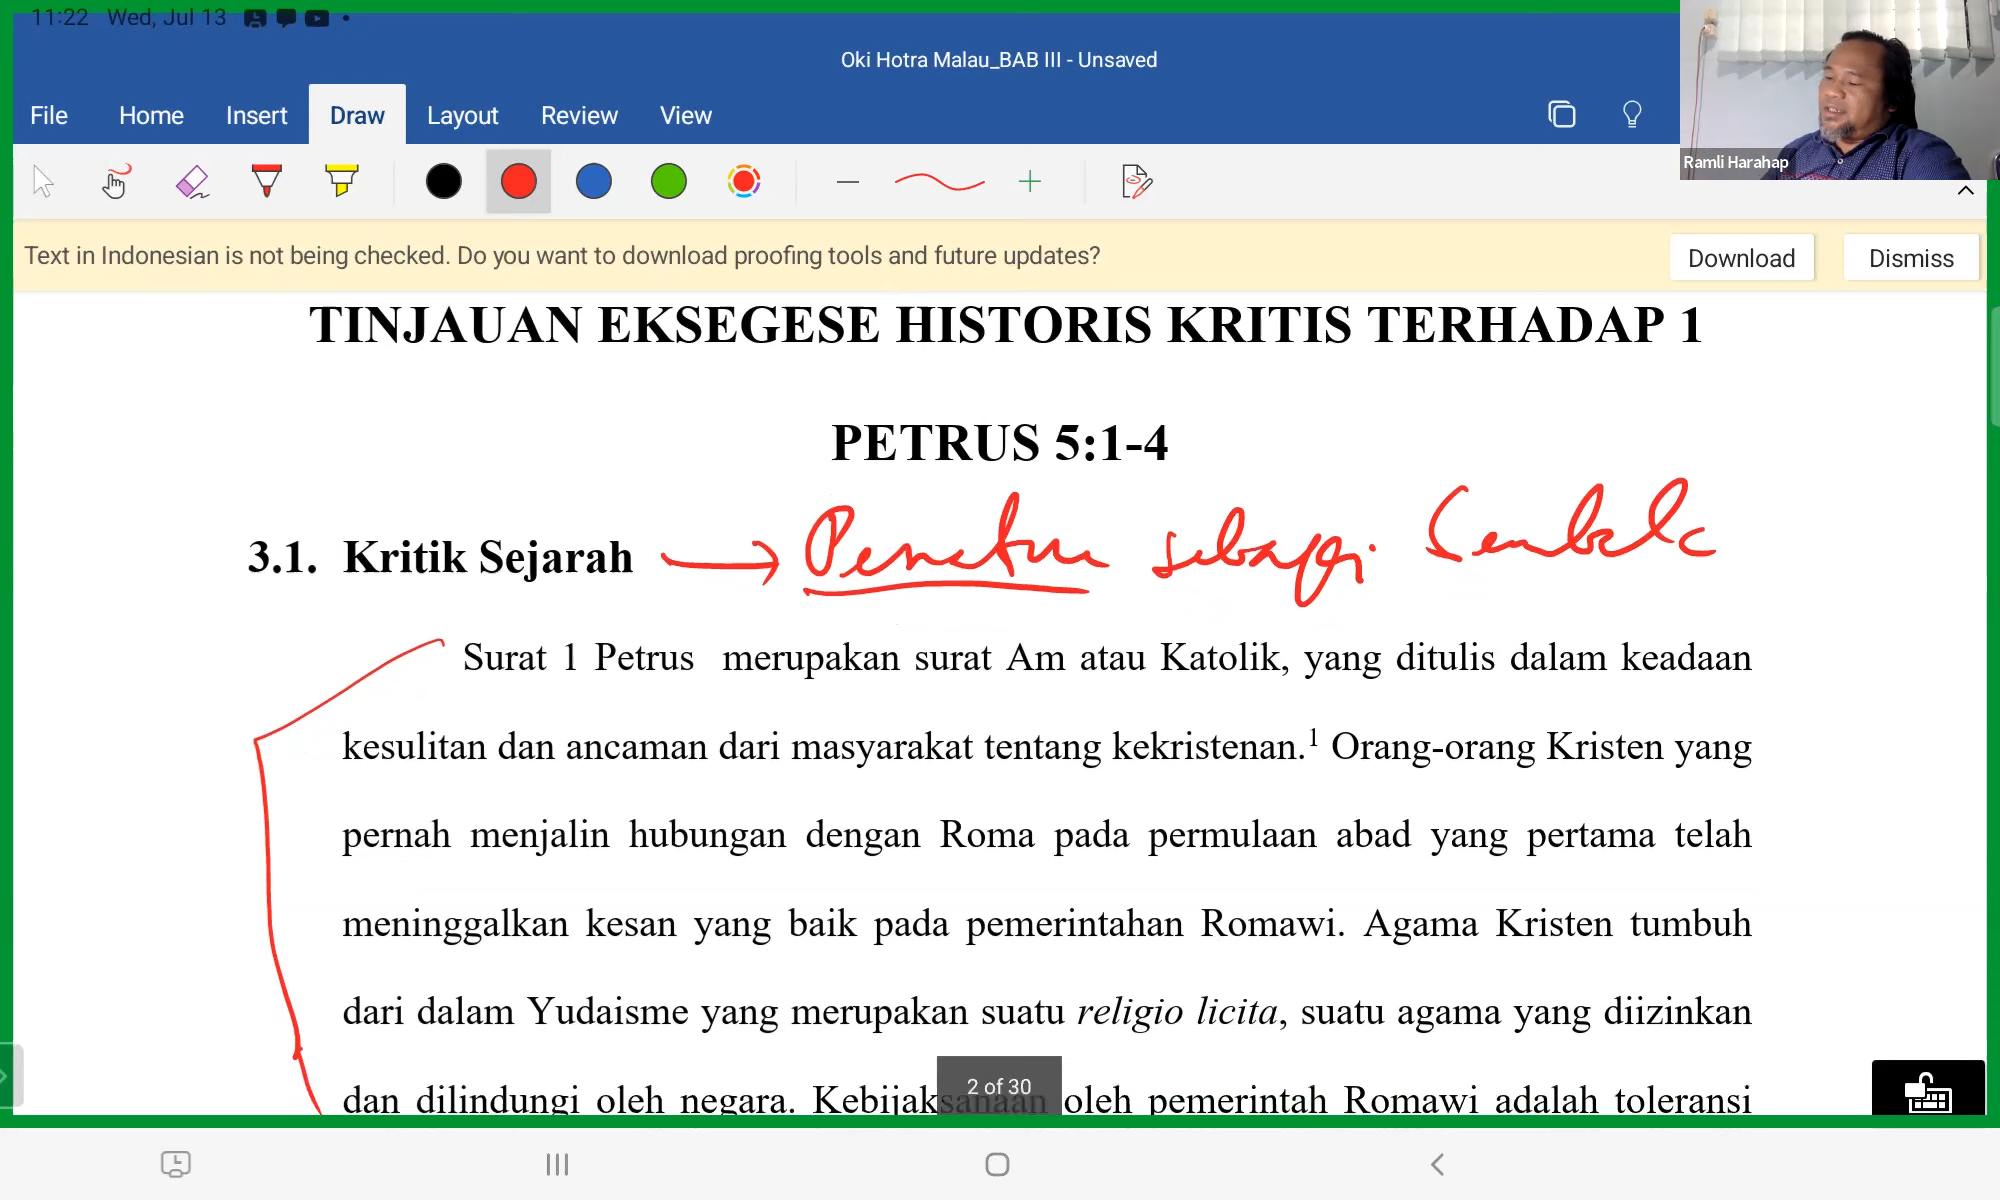 11:22 Wed, Jul 13
Oki Hotra Malau_BAB III - Unsaved
File Home Insert Draw Layout Review View
Ramli Harahap
Text in Indonesian is not being checked. Do you want to download proofing tools and future updates?
Download Dismiss
TINJAUAN EKSEGESE HISTORIS KRITIS TERHADAP 1
PETRUS 5:1-4
3.1. Kritik Sejarah → Penatua sebagai
Surat 1 Petrus merupakan surat Am atau Katolik, yang ditulis dalam keadaan
kesulitan dan ancaman dari masyarakat tentang kekristenan.¹ Orang-orang Kristen yang
pernah menjalin hubungan dengan Roma pada permulaan abad yang pertama telah
meninggalkan kesan yang baik pada pemerintahan Romawi. Agama Kristen tumbuh
dari dalam Yudaisme yang merupakan suatu religio licita, suatu agama yang diizinkan
dan dilindungi oleh negara. Kebijaksanaan oleh pemerintah Romawi adalah toleransi
2 of 30